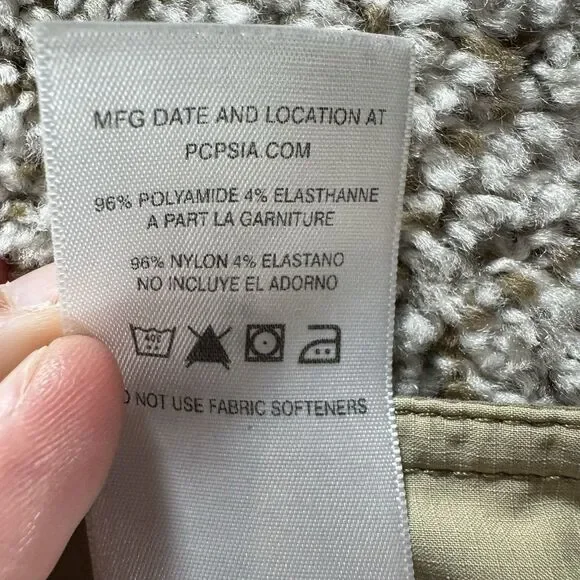 MFG DATE AND LOCATION AT
PCPSIA.COM
96% POLYAMIDE 4% ELASTHANNE
A PART LA GARNITURE
96% NYLON 4% ELASTANO
NO INCLUYE EL ADORNO
NOT USE FABRIC SOFTENERS